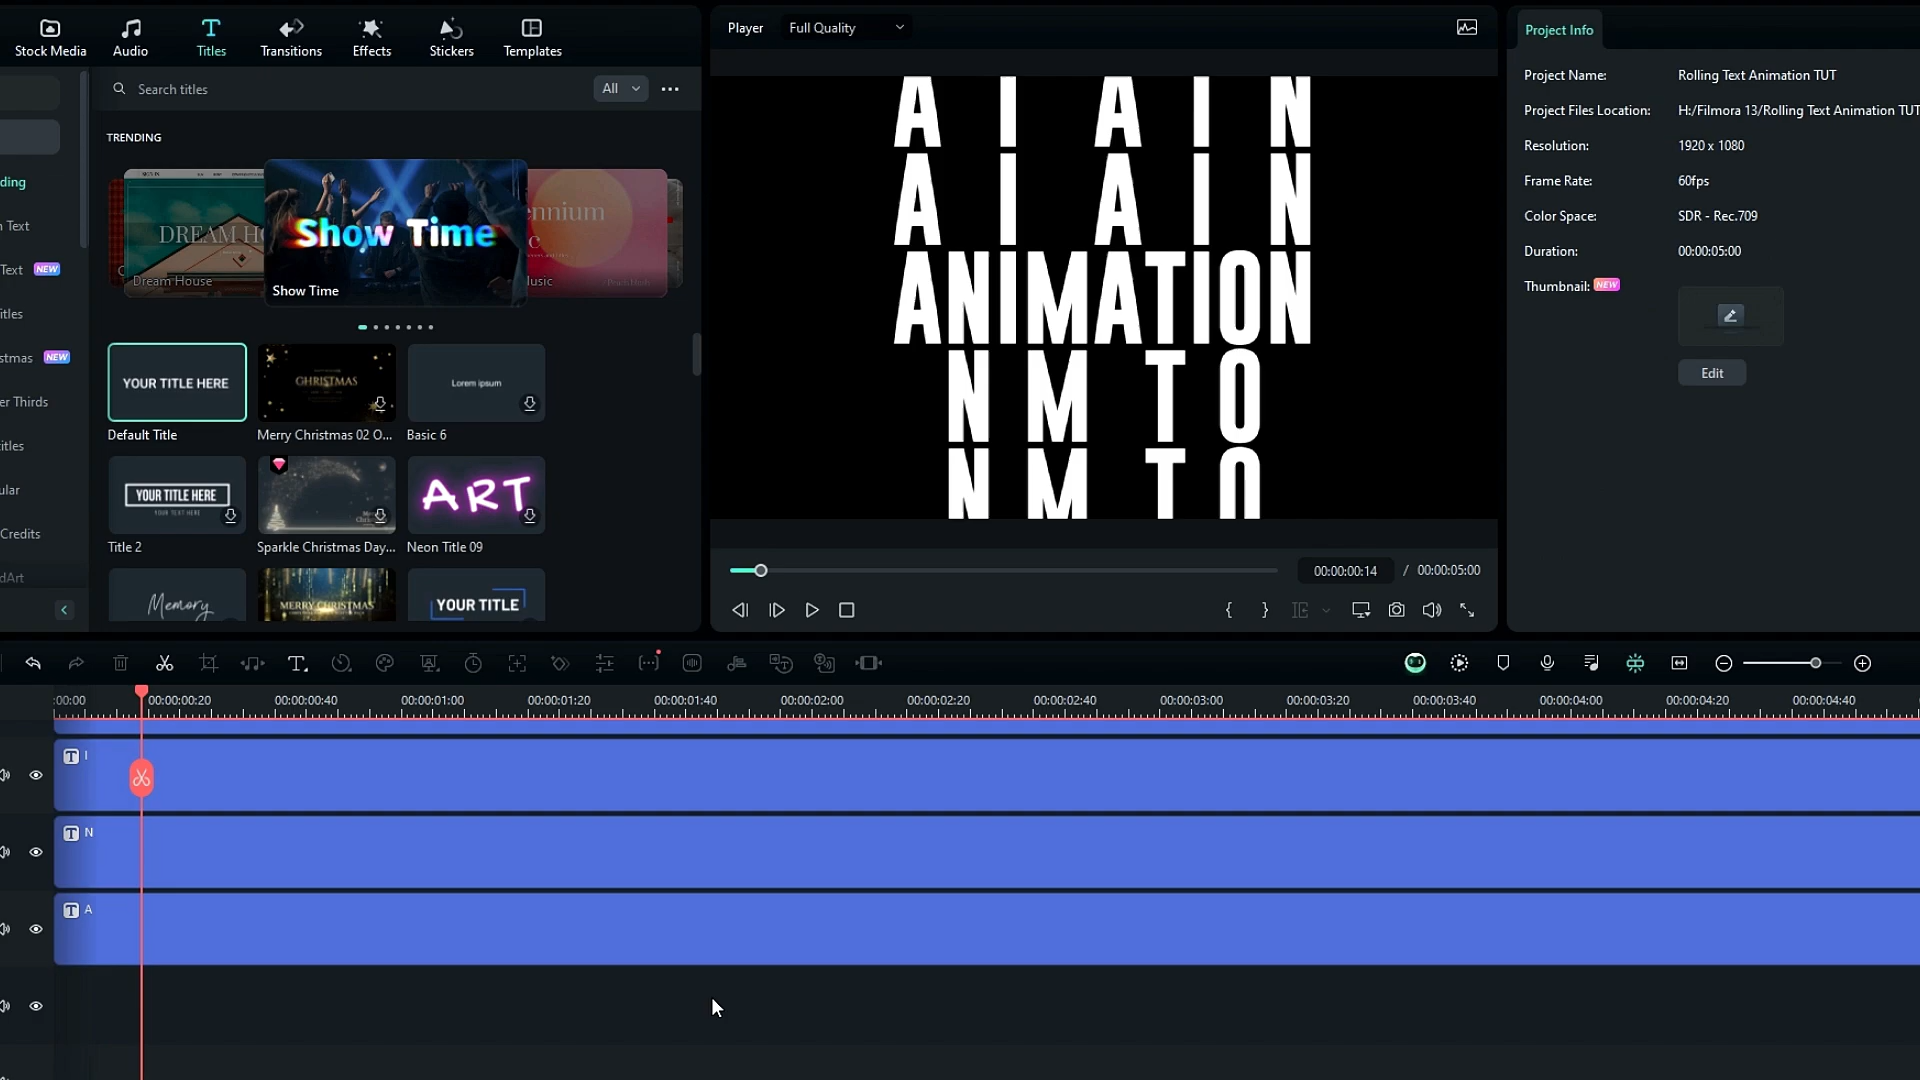 Stock Media
Audio
Titles
Transitions
Effects
Stickers
Templates
Search titles
All
TRENDING
ding
Text
Text NEW
itles
stmas NEW
er Thirds
itles
ular
Credits
dArt
DREAM HO
Dream House
Show Time
Show Time
ennium
c
usic
YOUR TITLE HERE
Default Title
CHRISTMAS
Merry Christmas 02 O...
Lorem ipsum
Basic 6
YOUR TITLE HERE
YOUR TEXT HERE
Title 2
Sparkle Christmas Day...
ART
Neon Title 09
Memory
MERRY CHRISTMAS
YOUR TITLE
Player
Full Quality
A I A I N
A I A I N
ANIMATION
N M T O
N M T O
00:00:00:14 / 00:00:05:00
Project Info
Project Name: Rolling Text Animation TUT
Project Files Location: H:/Filmora 13/Rolling Text Animation TUT
Resolution: 1920 x 1080
Frame Rate: 60fps
Color Space: SDR - Rec.709
Duration: 00:00:05:00
Thumbnail: NEW
Edit
:00:00 00:00:00:20 00:00:00:40 00:00:01:00 00:00:01:20 00:00:01:40 00:00:02:00 00:00:02:20 00:00:02:40 00:00:03:00 00:00:03:20 00:00:03:40 00:00:04:00 00:00:04:20 00:00:04:40
T I
T N
T A